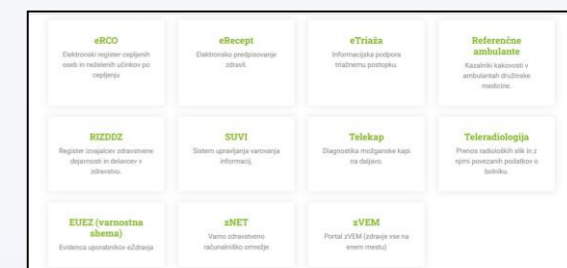 eRCO
Elektronski register cepljenih
oseb in neželenih učinkov po
cepljenju
eRecept
Elektronsko predpisovanje
zdravil.
eTriaža
Informacijska podpora
triažnemu postopku.
Referenčne
ambulante
Kazalniki kakovosti v
ambulantah družinske
medicine.
RIZDDZ
Register izvajalcev zdravstvene
dejavnosti in delavcev v
zdravstvu.
SUVI
Sistem upravljanja varovanja
informacij.
Telekap
Diagnostika možganske kapi
na daljavo.
Teleradiologija
Prenos radioloških slik in z
njimi povezanih podatkov o
bolniku.
EUEZ (varnostna
shema)
Evidenca uporabnikov eZdravja
zNET
Varno zdravstveno
računalniško omrežje
zVEM
Portal zVEM (zdravje vse na
enem mestu)